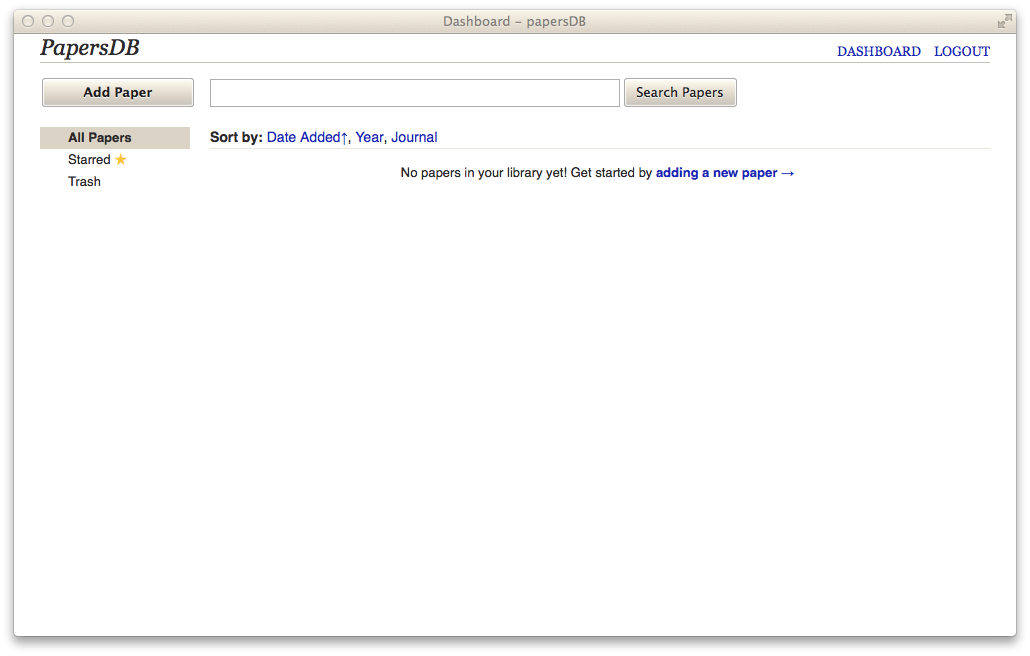 Dashboard – papersDB
PapersDB
DASHBOARD LOGOUT
Add Paper
Search Papers
All Papers
Starred ★
Trash
Sort by: Date Added↑, Year, Journal
No papers in your library yet! Get started by adding a new paper →